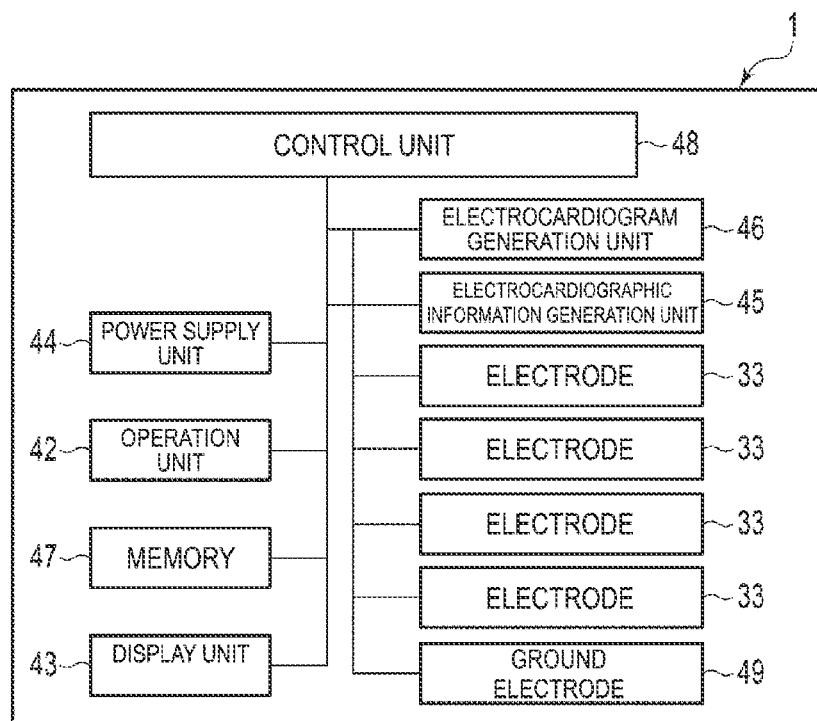 1
CONTROL UNIT
48
ELECTROCARDIOGRAM
GENERATION UNIT
46
ELECTROCARDIOGRAPHIC
INFORMATION GENERATION UNIT
45
44
POWER SUPPLY
UNIT
ELECTRODE
33
42
OPERATION
UNIT
ELECTRODE
33
47
MEMORY
ELECTRODE
33
ELECTRODE
33
43
DISPLAY UNIT
GROUND
ELECTRODE
49